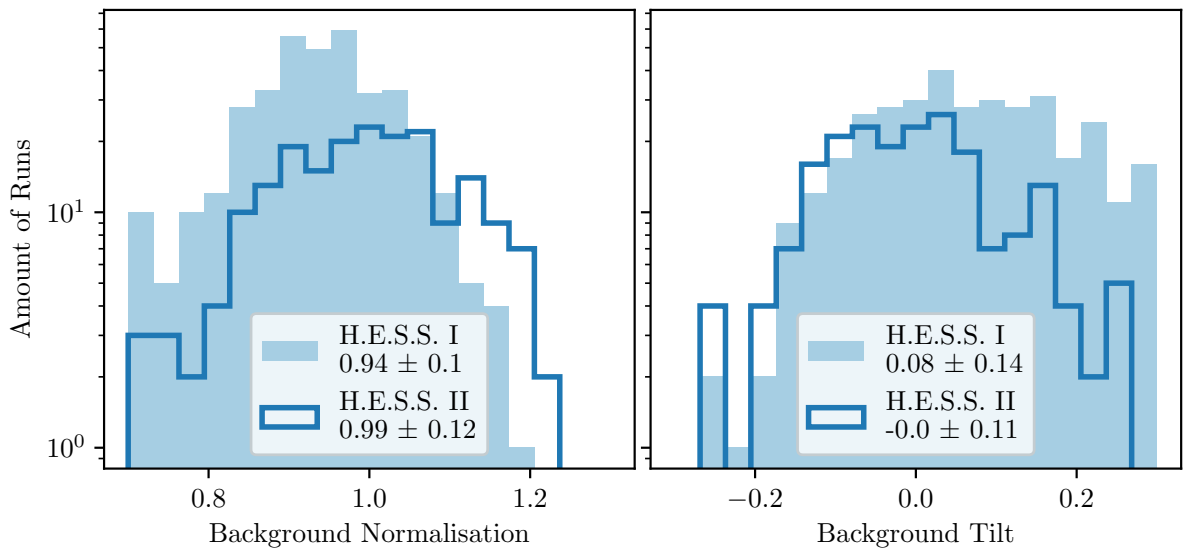 Amount of Runs
10¹
10⁰
H.E.S.S. I
0.94 ± 0.1
H.E.S.S. II
0.99 ± 0.12
0.8 1.0 1.2
Background Normalisation
H.E.S.S. I
0.08 ± 0.14
H.E.S.S. II
-0.0 ± 0.11
−0.2 0.0 0.2
Background Tilt